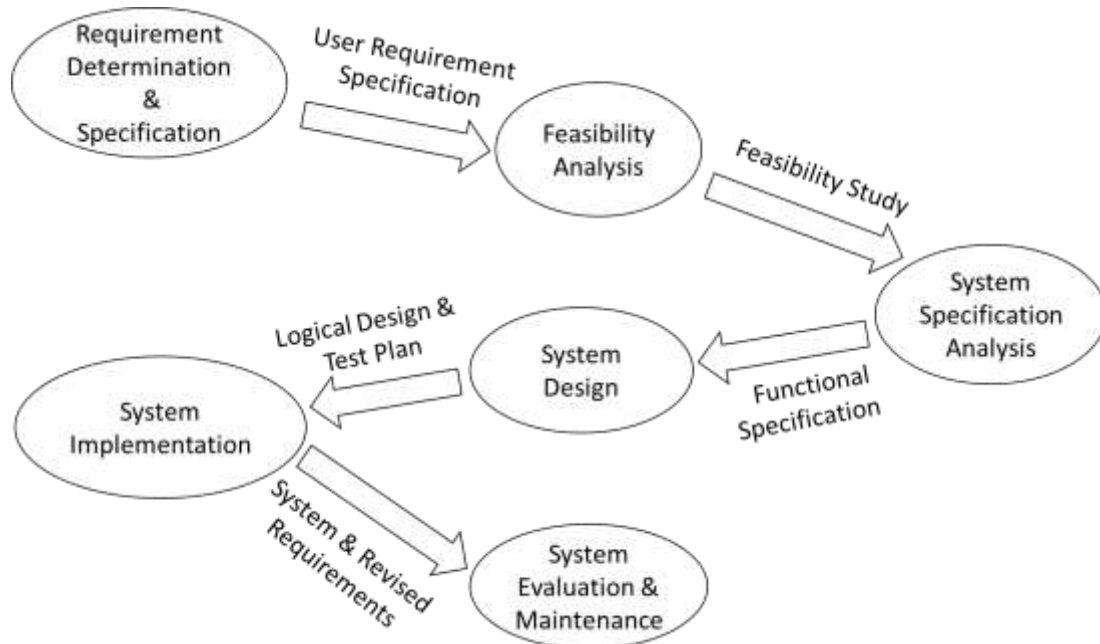 Requirement
Determination
&
Specification
User Requirement
Specification
Feasibility
Analysis
Feasibility Study
System
Specification
Analysis
Functional
Specification
System
Design
Logical Design &
Test Plan
System
Implementation
System & Revised
Requirements
System
Evaluation &
Maintenance